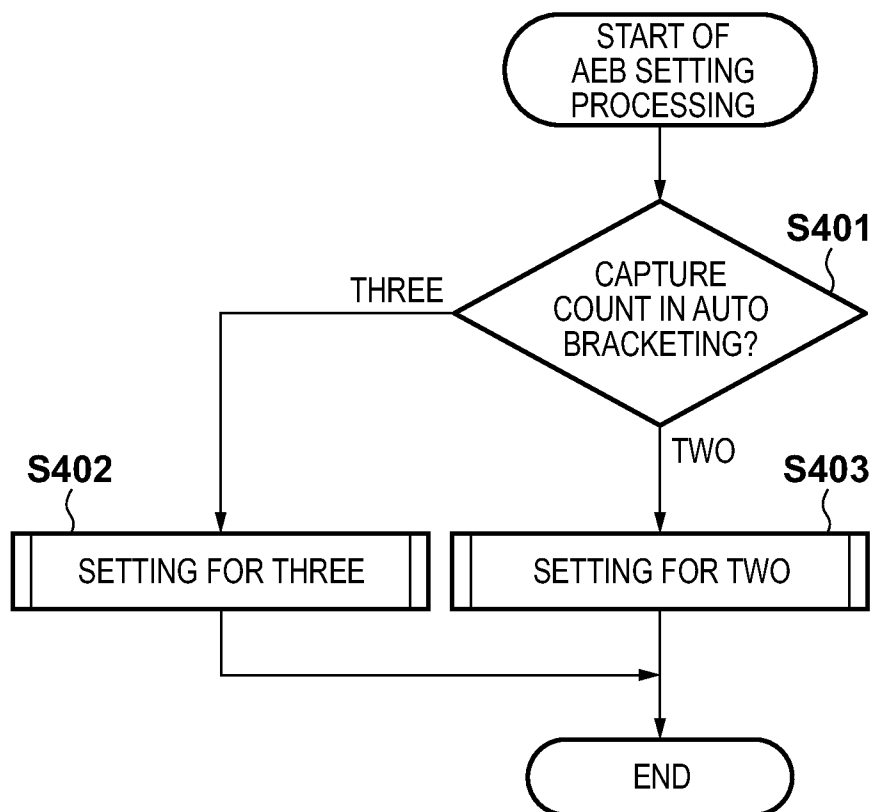 START OF
AEB SETTING
PROCESSING
S401
CAPTURE
COUNT IN AUTO
BRACKETING?
THREE
TWO
S402
SETTING FOR THREE
S403
SETTING FOR TWO
END